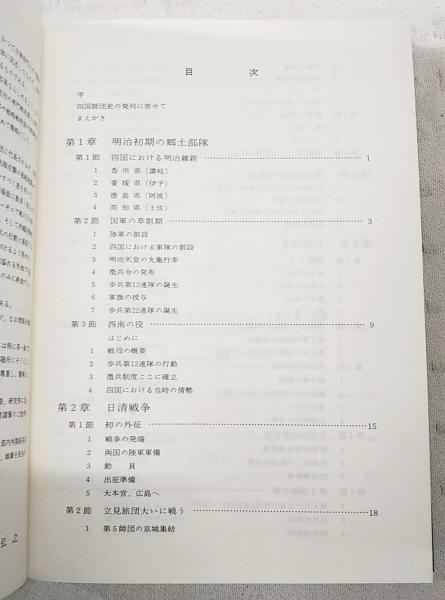 目次
序
四国師団史の発刊に寄せて
まえがき
第1章 明治初期の郷土部隊
第1節 四国における明治維新 1
1 香川県（讃岐）
2 愛媛県（伊予）
3 徳島県（阿波）
4 高知県（土佐）
第2節 国軍の草創期 3
1 陸軍の創設
2 四国における軍隊の創設
3 明治天皇の丸亀行幸
4 徴兵令の発布
5 歩兵第12連隊の誕生
6 軍旗の授与
7 歩兵第22連隊の誕生
第3節 西南の役 9
はじめに
1 戦役の概要
2 歩兵第12連隊の行動
3 徴兵制度ここに確立
4 四国における当時の情勢
第2章 日清戦争
第1節 初の外征 15
1 戦争の発端
2 両国の陸軍軍備
3 動員
4 出征準備
5 大本営、広島へ
第2節 立見旅団大いに戦う 18
1 第5師団の京城集結